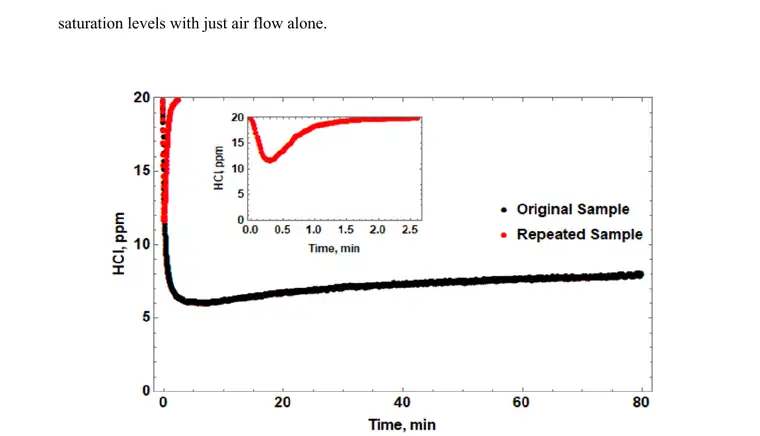 saturation levels with just air flow alone.
20
15
10
5
0
HCl, ppm
20
15
10
5
0
HCl, ppm
0.0 0.5 1.0 1.5 2.0 2.5
Time, min
Original Sample
Repeated Sample
0 20 40 60 80
Time, min